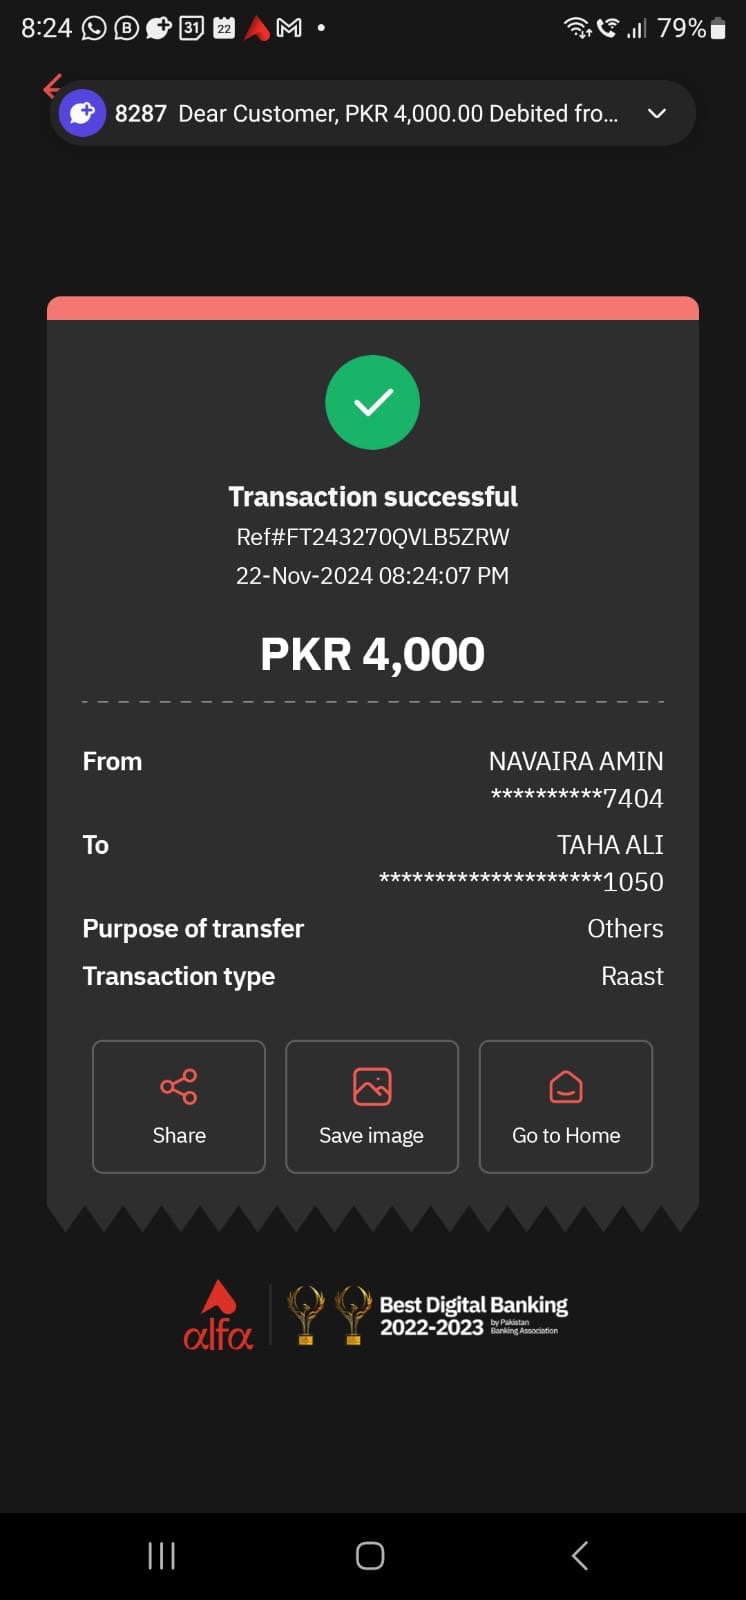 8:24 B 31 22 79%
8287 Dear Customer, PKR 4,000.00 Debited fro...
Transaction successful
Ref#FT243270QVLB5ZRW
22-Nov-2024 08:24:07 PM
PKR 4,000
From NAVAIRA AMIN
**********7404
To TAHA ALI
********************1050
Purpose of transfer Others
Transaction type Raast
Share Save image Go to Home
alfa
Best Digital Banking
2022-2023 by Pakistan
Banking Association